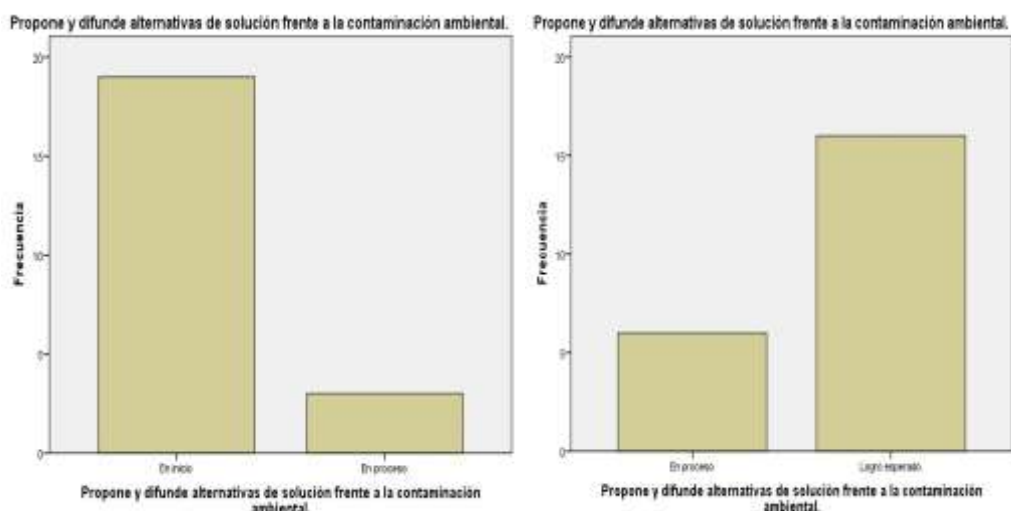 Propone y difunde alternativas de solución frente a la contaminación ambiental.
20
15
10
5
0
Frecuencia
En inicio
En proceso
Propone y difunde alternativas de solución frente a la contaminación
ambiental.
Propone y difunde alternativas de solución frente a la contaminación ambiental.
20
15
10
5
0
Frecuencia
En proceso
Logro esperado
Propone y difunde alternativas de solución frente a la contaminación
ambiental.